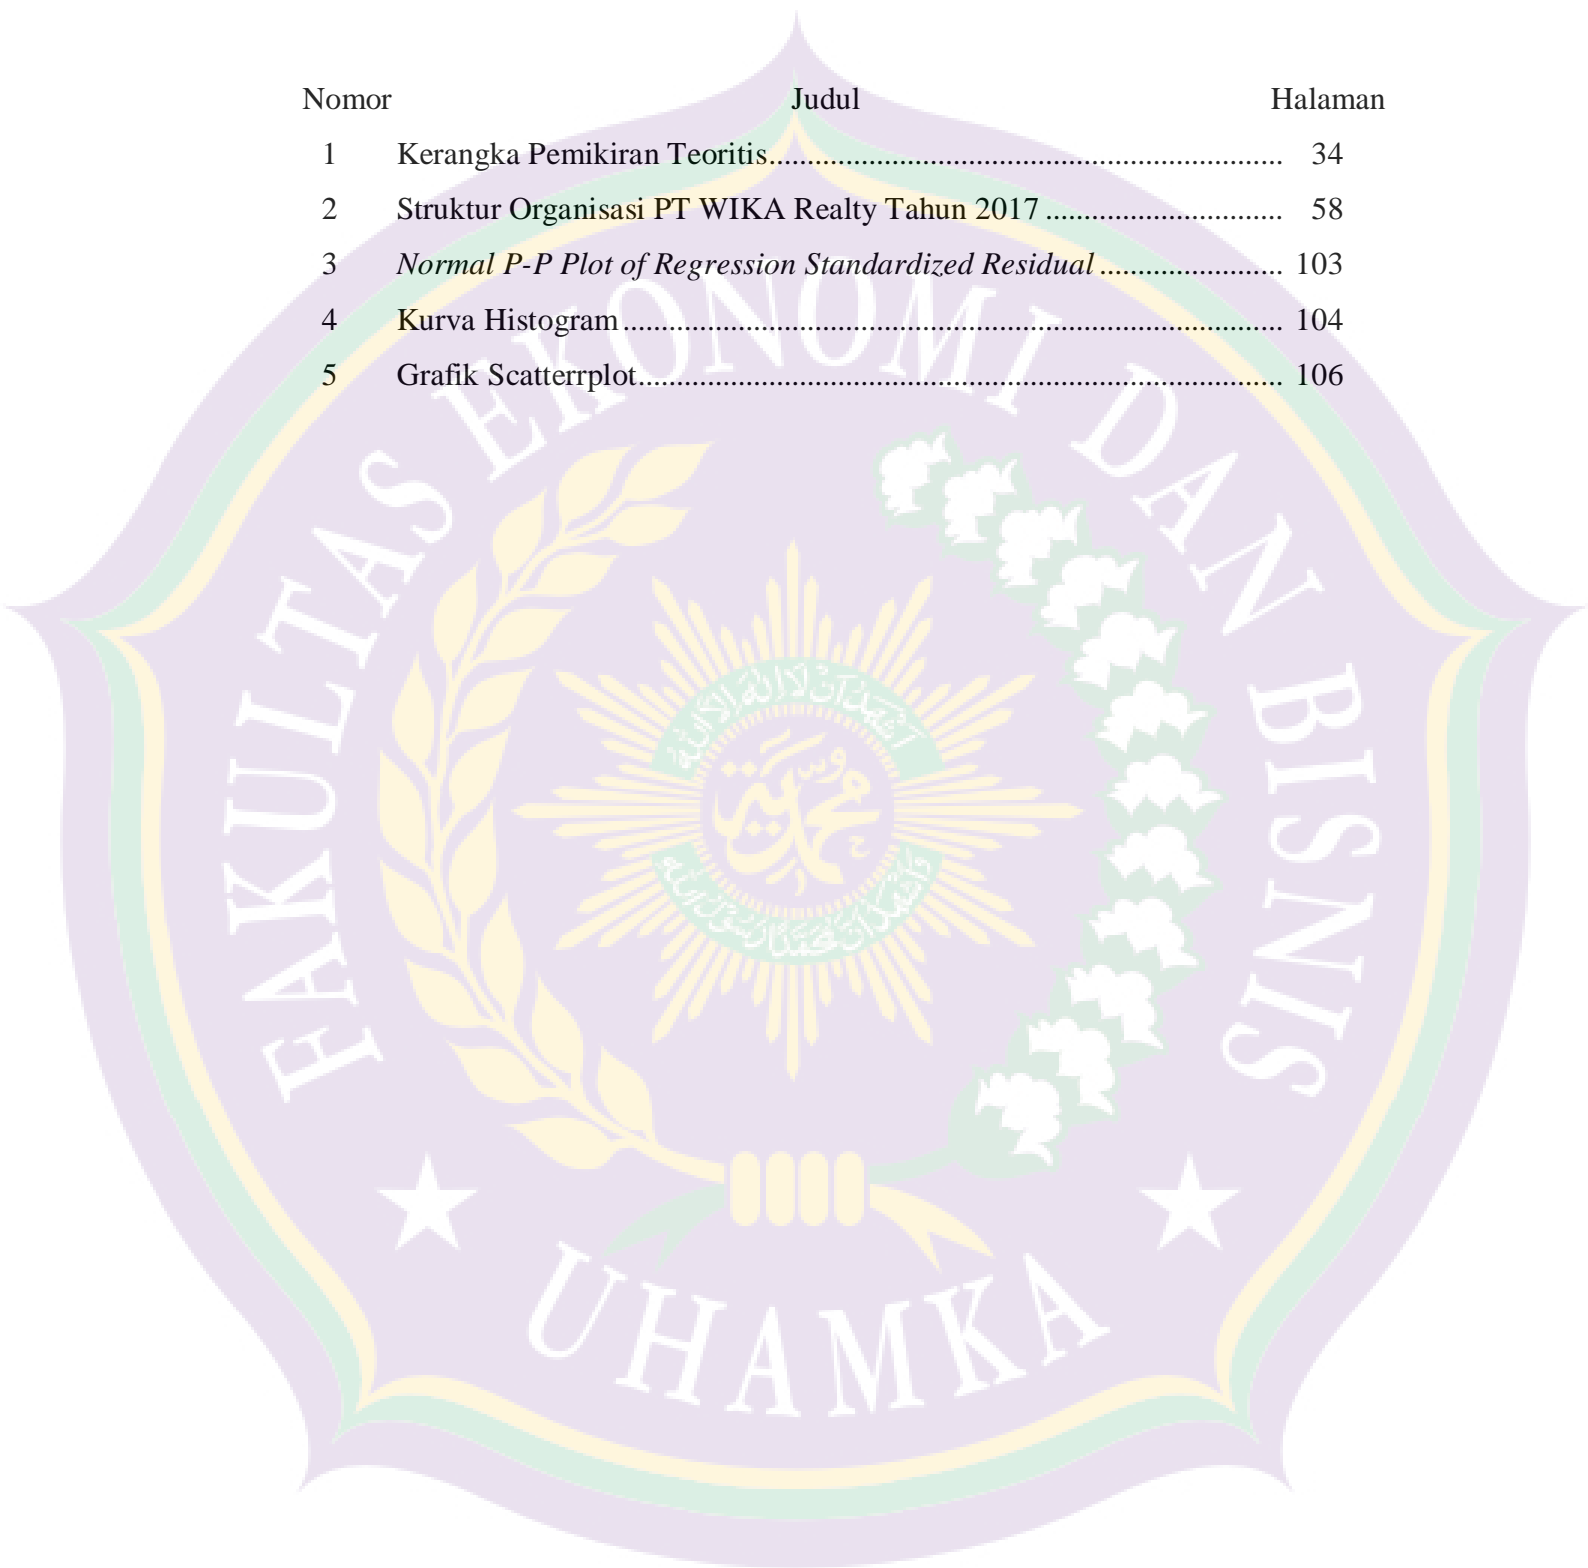 Nomor Judul Halaman
1 Kerangka Pemikiran Teoritis.................................................................. 34
2 Struktur Organisasi PT WIKA Realty Tahun 2017.............................. 58
3 Normal P-P Plot of Regression Standardized Residual....................... 103
4 Kurva Histogram.................................................................................... 104
5 Grafik Scatterrplot.................................................................................. 106
FAKULTAS EKONOMI DAN BISNIS
محمدية
UHAMKA